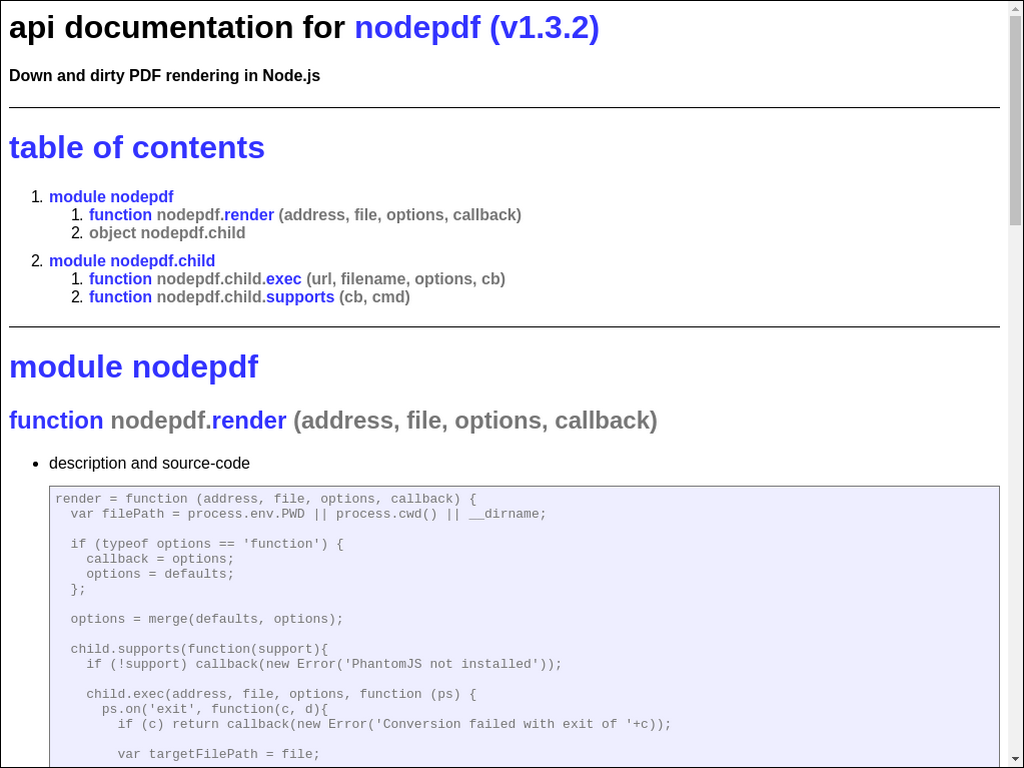 api documentation for nodepdf (v1.3.2)
Down and dirty PDF rendering in Node.js
table of contents
1. module nodepdf
1. function nodepdf.render (address, file, options, callback)
2. object nodepdf.child
2. module nodepdf.child
1. function nodepdf.child.exec (url, filename, options, cb)
2. function nodepdf.child.supports (cb, cmd)
module nodepdf
function nodepdf.render (address, file, options, callback)
• description and source-code
render = function (address, file, options, callback) {
  var filePath = process.env.PWD || process.cwd() || __dirname;
  if (typeof options == 'function') {
    callback = options;
    options = defaults;
  };
  options = merge(defaults, options);
  child.supports(function(support){
    if (!support) callback(new Error('PhantomJS not installed'));
    child.exec(address, file, options, function (ps) {
      ps.on('exit', function(c, d){
        if (c) return callback(new Error('Conversion failed with exit of '+c));
        var targetFilePath = file;